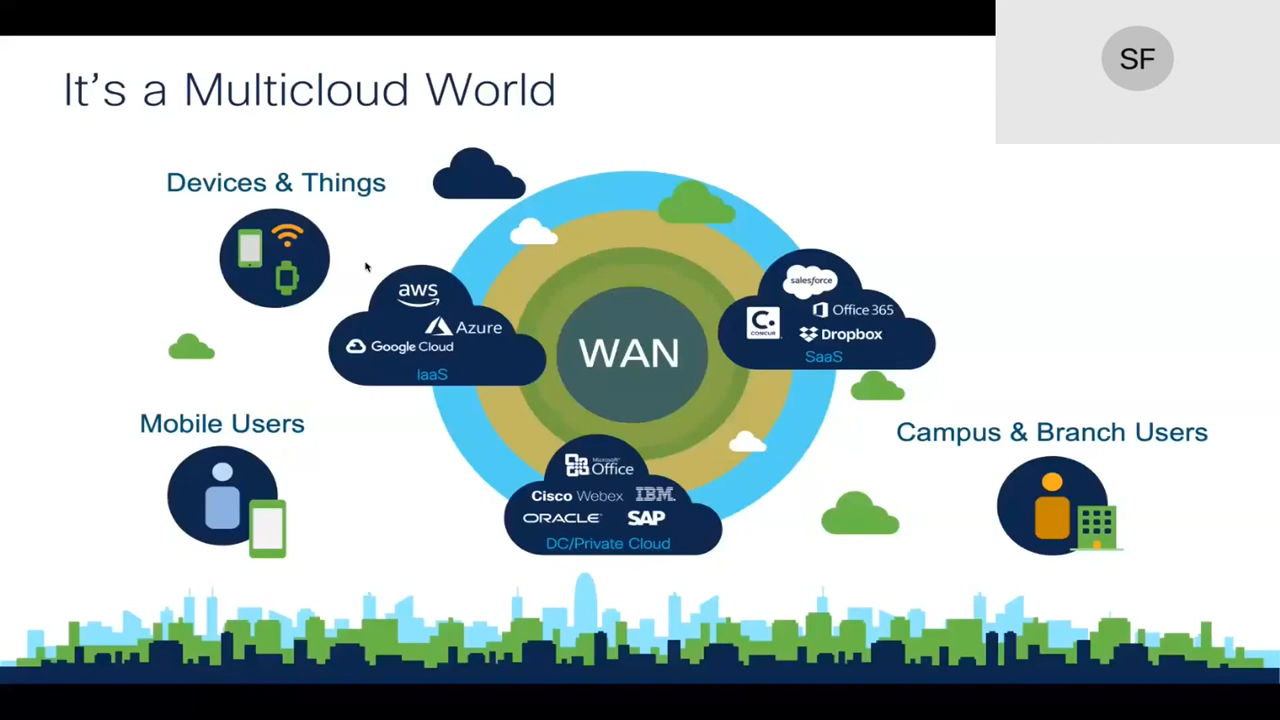 SF
It's a Multicloud World
Devices & Things
aws
Azure
Google Cloud
IaaS
WAN
salesforce
Office 365
C.
CONCUR
Dropbox
SaaS
Mobile Users
Campus & Branch Users
Microsoft®
Office
Cisco Webex IBM®
ORACLE® SAP
DC/Private Cloud